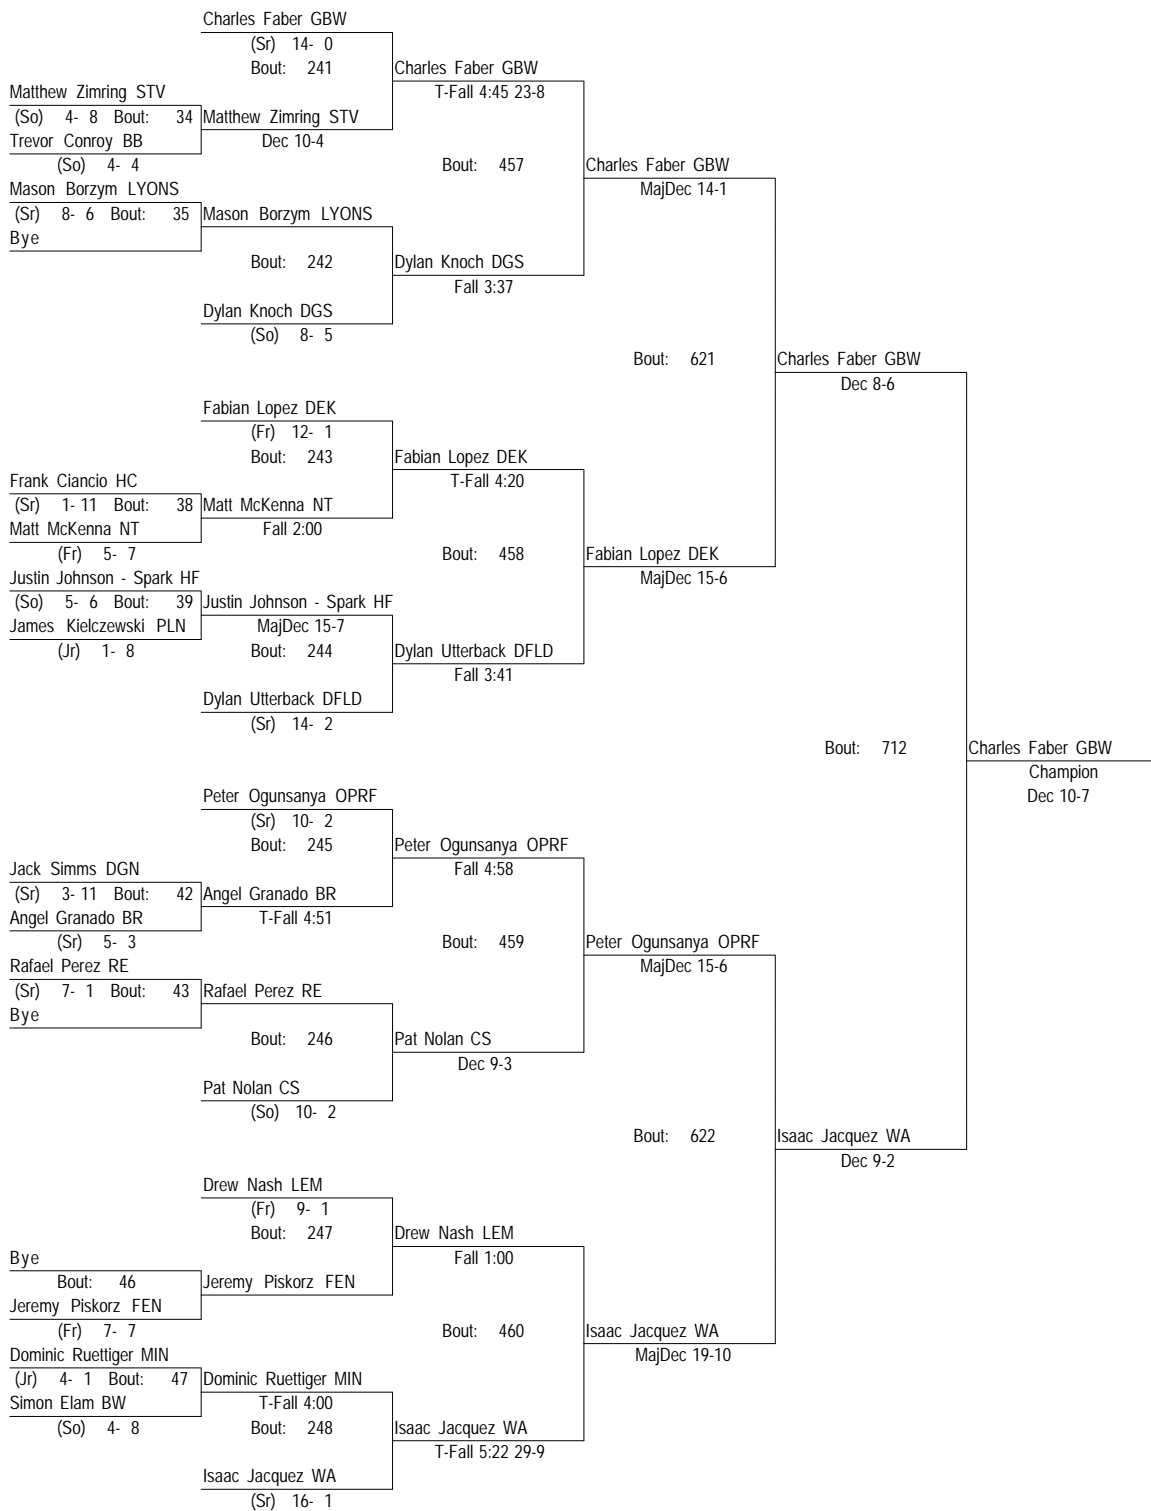 Charles Faber GBW
(Sr) 14- 0
Bout: 241
Charles Faber GBW
T-Fall 4:45 23-8
Matthew Zimring STV
(So) 4- 8 Bout: 34
Matthew Zimring STV
Dec 10-4
Trevor Conroy BB
(So) 4- 4
Bout: 457
Charles Faber GBW
MajDec 14-1
Mason Borzym LYONS
(Sr) 8- 6 Bout: 35
Mason Borzym LYONS
Bye
Bout: 242
Dylan Knoch DGS
Fall 3:37
Dylan Knoch DGS
(So) 8- 5
Bout: 621
Charles Faber GBW
Dec 8-6
Fabian Lopez DEK
(Fr) 12- 1
Bout: 243
Fabian Lopez DEK
T-Fall 4:20
Frank Ciancio HC
(Sr) 1- 11 Bout: 38
Matt McKenna NT
Fall 2:00
Matt McKenna NT
(Fr) 5- 7
Bout: 458
Fabian Lopez DEK
MajDec 15-6
Justin Johnson - Spark HF
(So) 5- 6 Bout: 39
Justin Johnson - Spark HF
MajDec 15-7
James Kielczewski PLN
(Jr) 1- 8
Bout: 244
Dylan Utterback DFLD
Fall 3:41
Dylan Utterback DFLD
(Sr) 14- 2
Bout: 712
Charles Faber GBW
Champion
Dec 10-7
Peter Ogunsanya OPRF
(Sr) 10- 2
Bout: 245
Peter Ogunsanya OPRF
Fall 4:58
Jack Simms DGN
(Sr) 3- 11 Bout: 42
Angel Granado BR
T-Fall 4:51
Angel Granado BR
(Sr) 5- 3
Bout: 459
Peter Ogunsanya OPRF
MajDec 15-6
Rafael Perez RE
(Sr) 7- 1 Bout: 43
Rafael Perez RE
Bye
Bout: 246
Pat Nolan CS
Dec 9-3
Pat Nolan CS
(So) 10- 2
Bout: 622
Isaac Jacquez WA
Dec 9-2
Drew Nash LEM
(Fr) 9- 1
Bout: 247
Drew Nash LEM
Fall 1:00
Bye
Bout: 46
Jeremy Piskorz FEN
Jeremy Piskorz FEN
(Fr) 7- 7
Bout: 460
Isaac Jacquez WA
MajDec 19-10
Dominic Ruettiger MIN
(Jr) 4- 1 Bout: 47
Dominic Ruettiger MIN
T-Fall 4:00
Simon Elam BW
(So) 4- 8
Bout: 248
Isaac Jacquez WA
T-Fall 5:22 29-9
Isaac Jacquez WA
(Sr) 16- 1